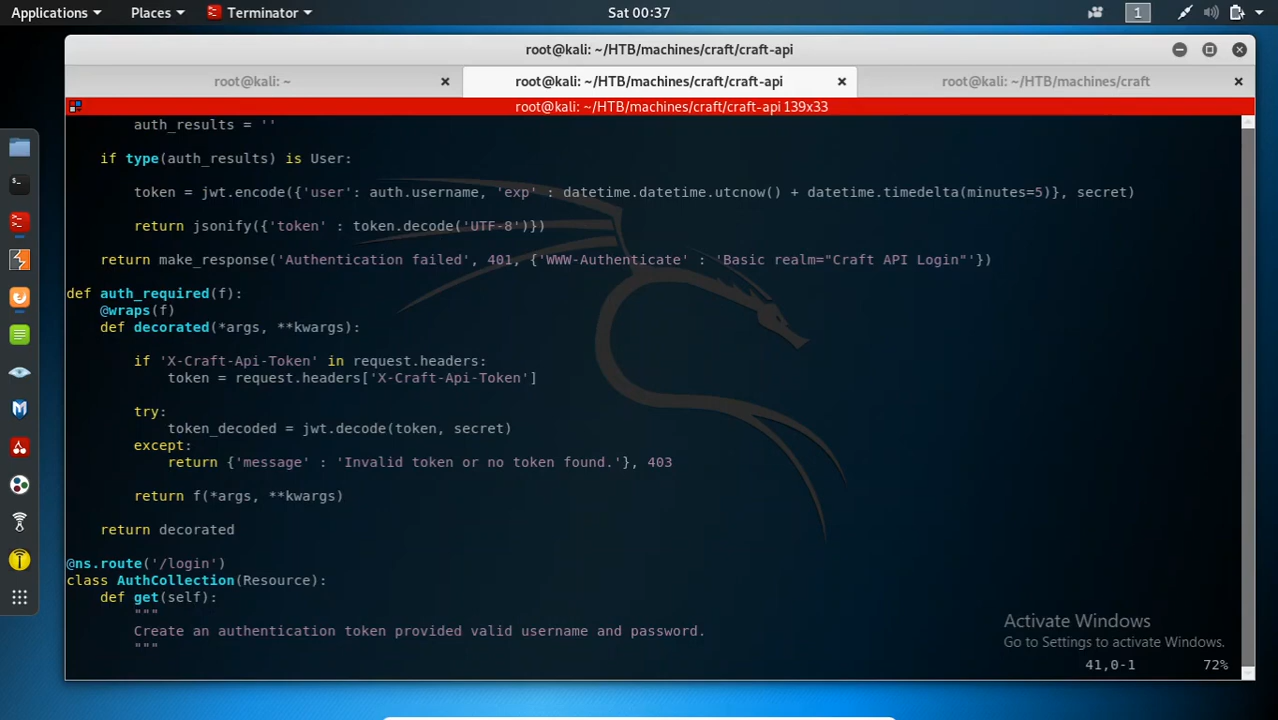 Applications Places Terminator Sat 00:37 1
root@kali: ~/HTB/machines/craft/craft-api
root@kali: ~ root@kali: ~/HTB/machines/craft/craft-api root@kali: ~/HTB/machines/craft
root@kali: ~/HTB/machines/craft/craft-api 139x33
auth_results = ''
if type(auth_results) is User:
token = jwt.encode({'user': auth.username, 'exp' : datetime.datetime.utcnow() + datetime.timedelta(minutes=5)}, secret)
return jsonify({'token' : token.decode('UTF-8')})
return make_response('Authentication failed', 401, {'WWW-Authenticate' : 'Basic realm="Craft API Login"'})
def auth_required(f):
@wraps(f)
def decorated(*args, **kwargs):
if 'X-Craft-Api-Token' in request.headers:
token = request.headers['X-Craft-Api-Token']
try:
token_decoded = jwt.decode(token, secret)
except:
return {'message' : 'Invalid token or no token found.'}, 403
return f(*args, **kwargs)
return decorated
@ns.route('/login')
class AuthCollection(Resource):
def get(self):
"""
Create an authentication token provided valid username and password.
"""
Activate Windows
Go to Settings to activate Windows.
41,0-1 72%